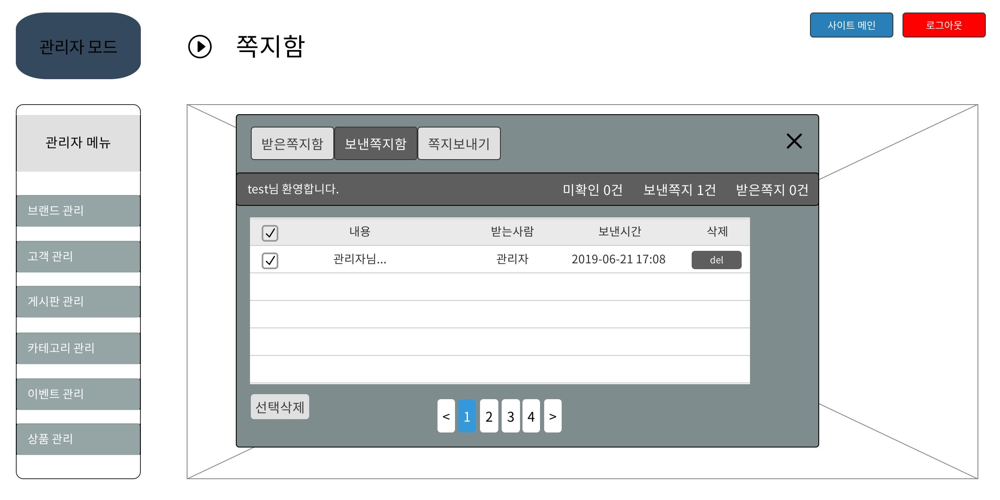 관리자 모드
쪽지함
사이트 메인
로그아웃
관리자 메뉴
브랜드 관리
고객 관리
게시판 관리
카테고리 관리
이벤트 관리
상품 관리
받은쪽지함 보낸쪽지함 쪽지보내기
test님 환영합니다. 미확인 0건 보낸쪽지 1건 받은쪽지 0건
내용 받는사람 보낸시간 삭제
관리자님... 관리자 2019-06-21 17:08 del
선택삭제
< 1 2 3 4 >